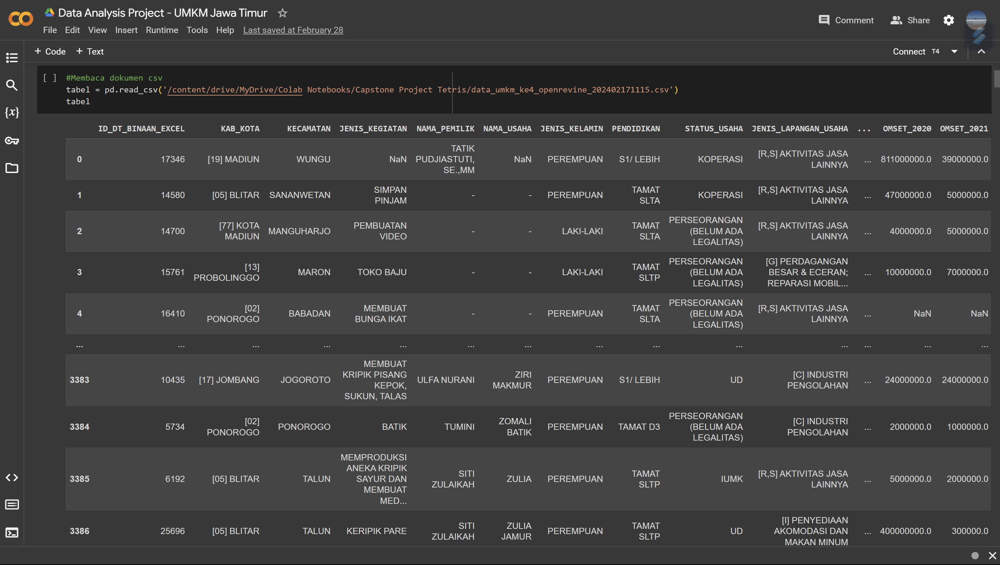 Data Analysis Project - UMKM Jawa Timur
File Edit View Insert Runtime Tools Help Last saved at February 28
Comment Share
+ Code + Text
Connect T4
[ ] #Membaca dokumen csv
tabel = pd.read_csv('/content/drive/MyDrive/Colab Notebooks/Capstone Project Tetris/data_umkm_ke4_openrevine_202402171115.csv')
tabel
ID_DT_BINAAN_EXCEL KAB_KOTA KECAMATAN JENIS_KEGIATAN NAMA_PEMILIK NAMA_USAHA JENIS_KELAMIN PENDIDIKAN STATUS_USAHA JENIS_LAPANGAN_USAHA ... OMSET_2020 OMSET_2021
0 17346 [19] MADIUN WUNGU NaN TATIK PUDJIASTUTI, SE.,MM NaN PEREMPUAN S1/ LEBIH KOPERASI [R,S] AKTIVITAS JASA LAINNYA ... 811000000.0 39000000.0
1 14580 [05] BLITAR SANANWETAN SIMPAN PINJAM - - PEREMPUAN TAMAT SLTA KOPERASI [R,S] AKTIVITAS JASA LAINNYA ... 47000000.0 5000000.0
2 14700 [77] KOTA MADIUN MANGUHARJO PEMBUATAN VIDEO - - LAKI-LAKI TAMAT SLTA PERSEORANGAN (BELUM ADA LEGALITAS) [R,S] AKTIVITAS JASA LAINNYA ... 4000000.0 5000000.0
3 15761 [13] PROBOLINGGO MARON TOKO BAJU - - LAKI-LAKI TAMAT SLTP PERSEORANGAN (BELUM ADA LEGALITAS) [G] PERDAGANGAN BESAR & ECERAN; REPARASI MOBIL... ... 10000000.0 7000000.0
4 16410 [02] PONOROGO BABADAN MEMBUAT BUNGA IKAT - - PEREMPUAN TAMAT SLTA PERSEORANGAN (BELUM ADA LEGALITAS) [R,S] AKTIVITAS JASA LAINNYA ... NaN NaN
... ... ... ... ... ... ... ... ... ... ... ... ... ...
3383 10435 [17] JOMBANG JOGOROTO MEMBUAT KRIPIK PISANG KEPOK, SUKUN, TALAS ULFA NURANI ZIRI MAKMUR PEREMPUAN S1/ LEBIH UD [C] INDUSTRI PENGOLAHAN ... 24000000.0 24000000.0
3384 5734 [02] PONOROGO PONOROGO BATIK TUMINI ZOMALI BATIK PEREMPUAN TAMAT D3 PERSEORANGAN (BELUM ADA LEGALITAS) [C] INDUSTRI PENGOLAHAN ... 2000000.0 1000000.0
3385 6192 [05] BLITAR TALUN MEMPRODUKSI ANEKA KRIPIK SAYUR DAN MEMBUAT MED... SITI ZULAIKAH ZULIA PEREMPUAN TAMAT SLTP IUMK [R,S] AKTIVITAS JASA LAINNYA ... 5000000.0 2000000.0
3386 25696 [05] BLITAR TALUN KERIPIK PARE SITI ZULAIKAH ZULIA JAMUR PEREMPUAN TAMAT SLTP UD [I] PENYEDIAAN AKOMODASI DAN MAKAN MINUM ... 400000000.0 300000.0